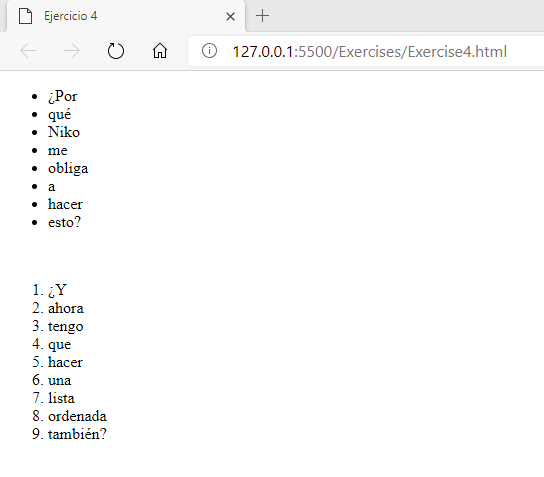 Ejercicio 4
127.0.0.1:5500/Exercises/Exercise4.html
• ¿Por
• qué
• Niko
• me
• obliga
• a
• hacer
• esto?
1. ¿Y
2. ahora
3. tengo
4. que
5. hacer
6. una
7. lista
8. ordenada
9. también?